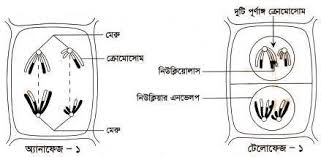 মেরু
ক্রোমোসোম
মেরু
অ্যানাফেজ - ১
দুটি পূর্ণাঙ্গ ক্রোমোসোম
নিউক্লিয়োলাস
নিউক্লিয়ার এনভেলপ
টেলোফেজ - ১